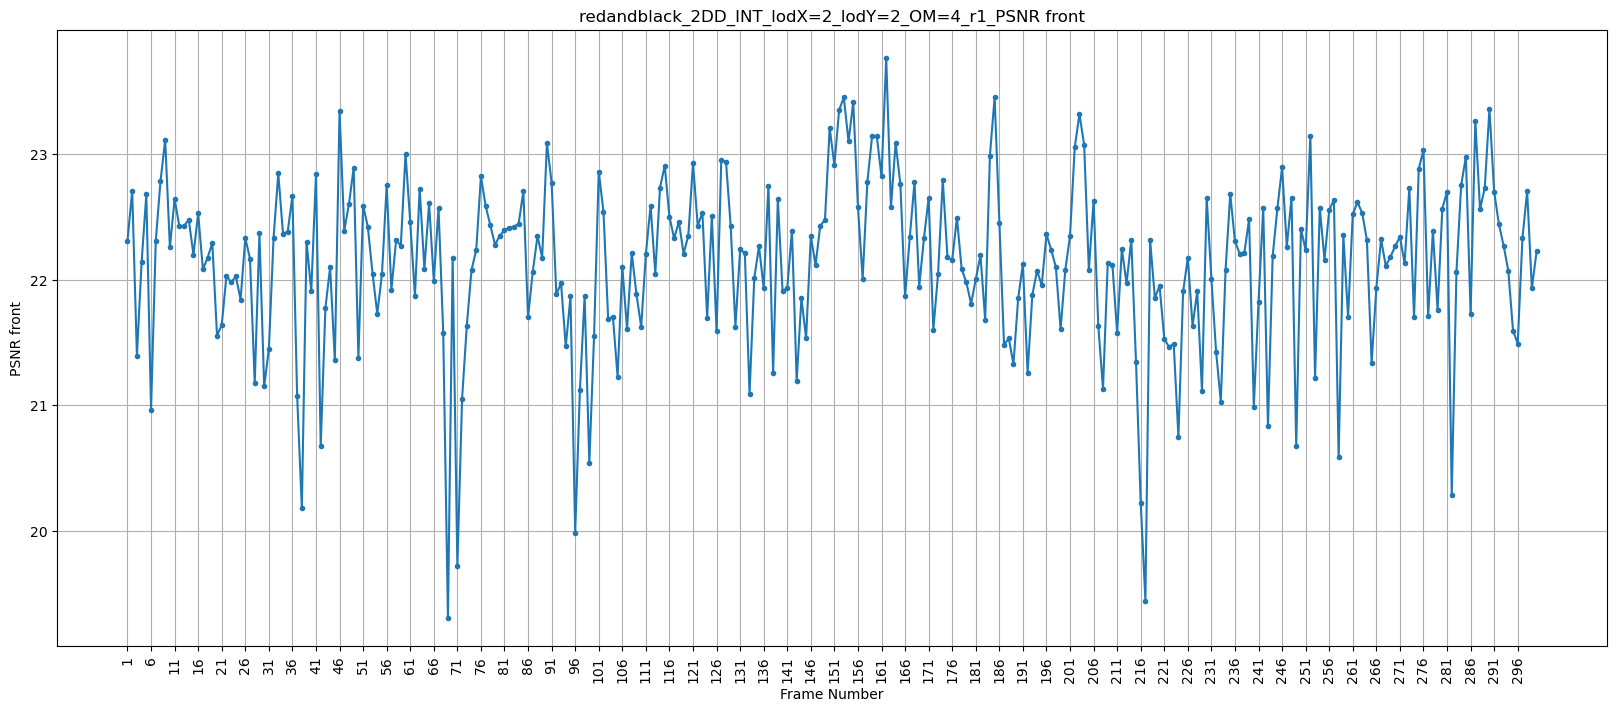 redandblack_2DD_INT_lodX=2_lodY=2_OM=4_r1_PSNR front
PSNR front
23
22
21
20
1 6 11 16 21 26 31 36 41 46 51 56 61 66 71 76 81 86 91 96 101 106 111 116 121 126 131 136 141 146 151 156 161 166 171 176 181 186 191 196 201 206 211 216 221 226 231 236 241 246 251 256 261 266 271 276 281 286 291 296
Frame Number